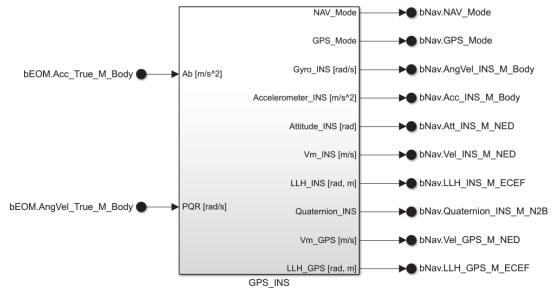 NAV_Mode
bNav.NAV_Mode
GPS_Mode
bNav.GPS_Mode
bEOM.Acc_True_M_Body
Ab [m/s^2]
Gyro_INS [rad/s]
bNav.AngVel_INS_M_Body
Accelerometer_INS [m/s^2]
bNav.Acc_INS_M_Body
Attitude_INS [rad]
bNav.Att_INS_M_NED
Vm_INS [m/s]
bNav.Vel_INS_M_NED
LLH_INS [rad, m]
bNav.LLH_INS_M_ECEF
bEOM.AngVel_True_M_Body
PQR [rad/s]
Quaternion_INS
bNav.Quaternion_INS_M_N2B
Vm_GPS [m/s]
bNav.Vel_GPS_M_NED
LLH_GPS [rad, m]
bNav.LLH_GPS_M_ECEF
GPS_INS